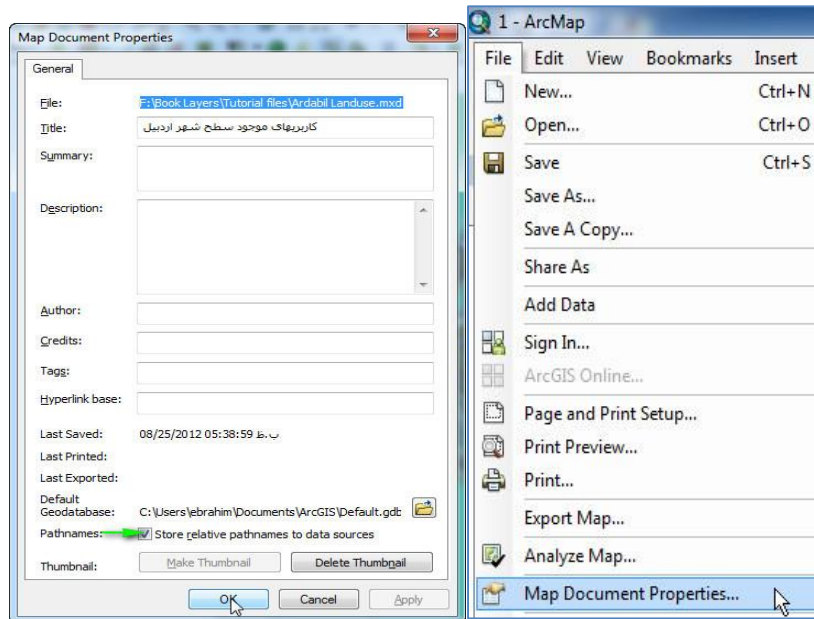 Map Document Properties
General
File: F:\Book Layers\Tutorial files\Ardabil Landuse.mxd
Title: کاربریهای موجود سطح شهر اردبیل
Summary:
Description:
Author:
Credits:
Tags:
Hyperlink base:
Last Saved: 08/25/2012 05:38:59 ب.ظ
Last Printed:
Last Exported:
Default
Geodatabase: C:\Users\ebrahim\Documents\ArcGIS\Default.gdb
Pathnames: Store relative pathnames to data sources
Thumbnail: Make Thumbnail Delete Thumbnail
OK Cancel Apply
1 - ArcMap
File Edit View Bookmarks Insert
New... Ctrl+N
Open... Ctrl+O
Save Ctrl+S
Save As...
Save A Copy...
Share As
Add Data
Sign In...
ArcGIS Online...
Page and Print Setup...
Print Preview...
Print...
Export Map...
Analyze Map...
Map Document Properties...